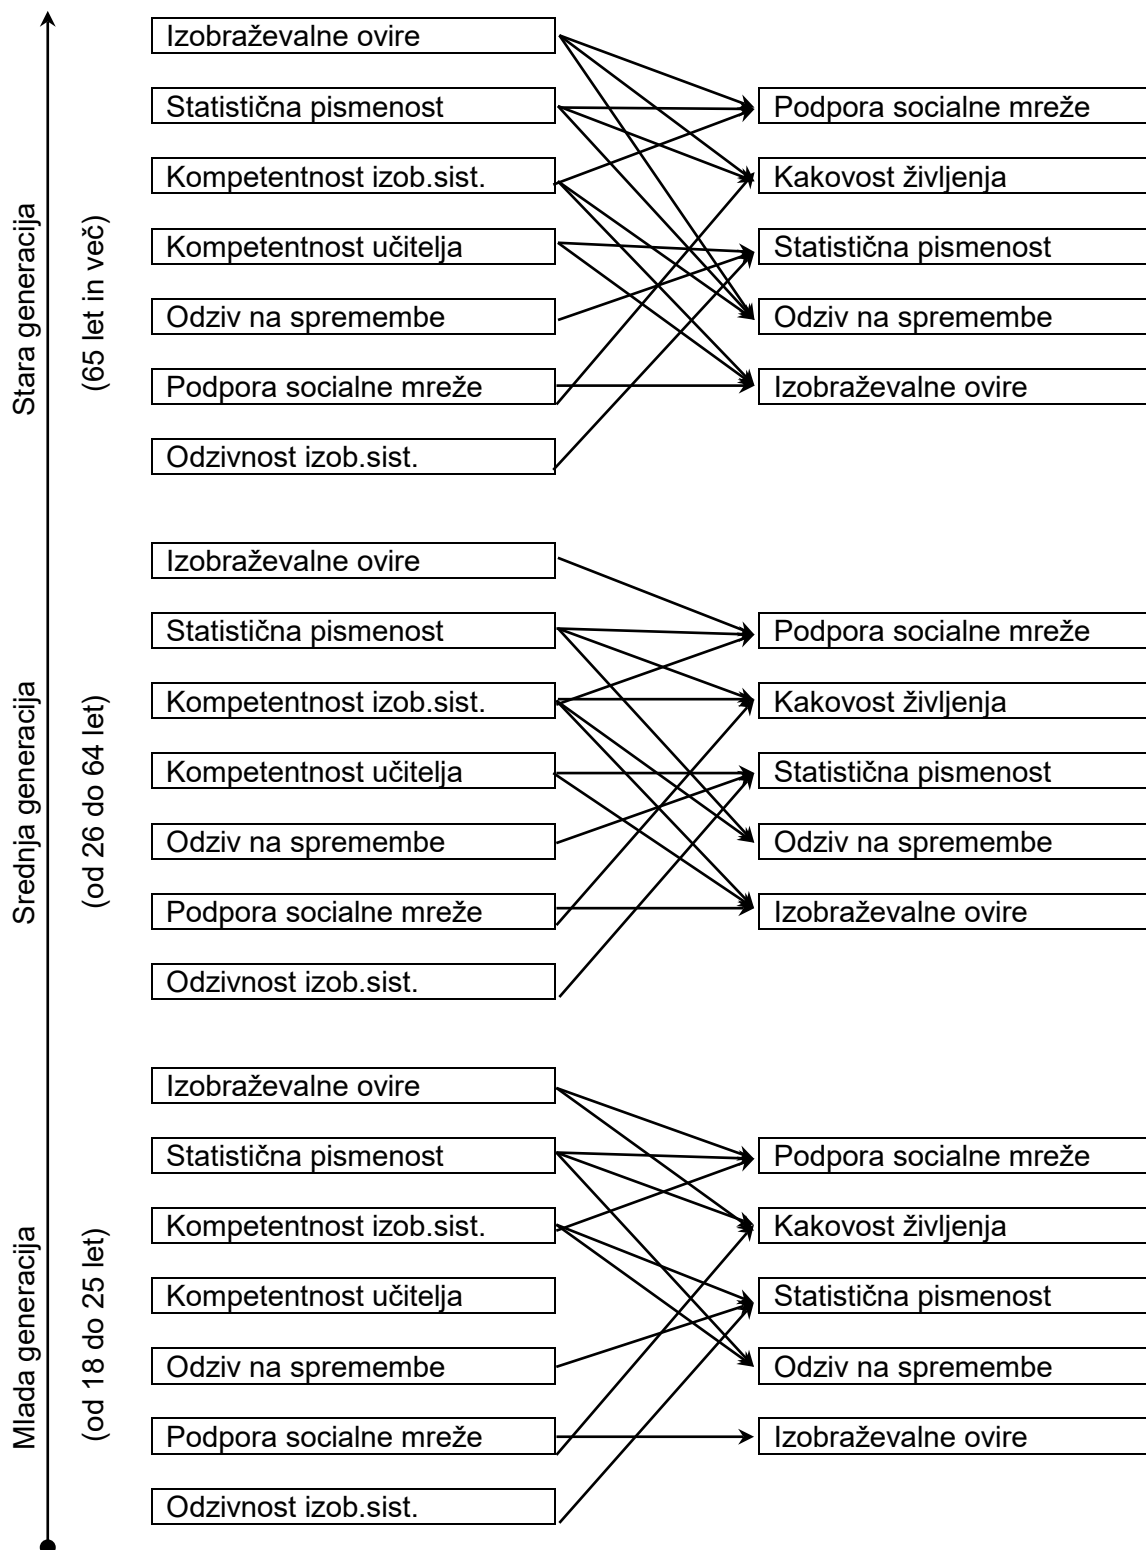 Stara generacija
(65 let in več)
Izobraževalne ovire
Statistična pismenost
Kompetentnost izob.sist.
Kompetentnost učitelja
Odziv na spremembe
Podpora socialne mreže
Odzivnost izob.sist.
Podpora socialne mreže
Kakovost življenja
Statistična pismenost
Odziv na spremembe
Izobraževalne ovire
Srednja generacija
(od 26 do 64 let)
Izobraževalne ovire
Statistična pismenost
Kompetentnost izob.sist.
Kompetentnost učitelja
Odziv na spremembe
Podpora socialne mreže
Odzivnost izob.sist.
Podpora socialne mreže
Kakovost življenja
Statistična pismenost
Odziv na spremembe
Izobraževalne ovire
Mlada generacija
(od 18 do 25 let)
Izobraževalne ovire
Statistična pismenost
Kompetentnost izob.sist.
Kompetentnost učitelja
Odziv na spremembe
Podpora socialne mreže
Odzivnost izob.sist.
Podpora socialne mreže
Kakovost življenja
Statistična pismenost
Odziv na spremembe
Izobraževalne ovire